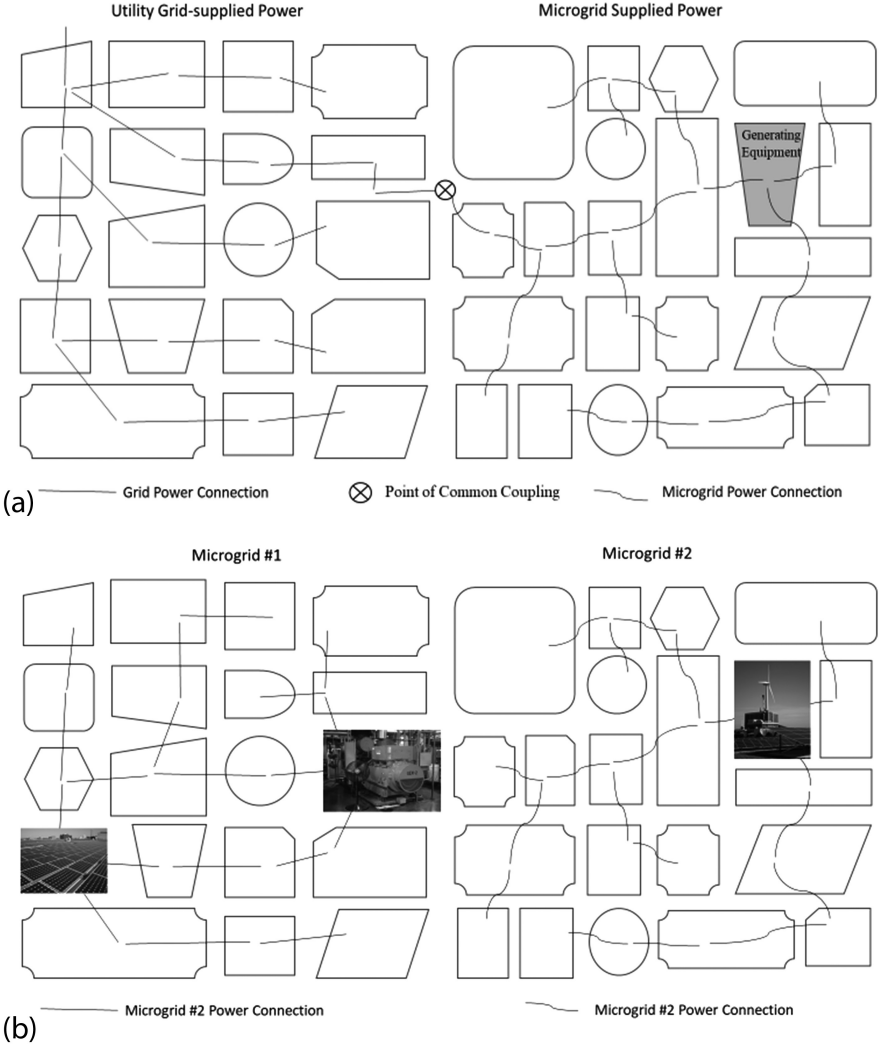 Utility Grid-supplied Power
Microgrid Supplied Power
Generating
Equipment
(a)
Grid Power Connection
Point of Common Coupling
Microgrid Power Connection
Microgrid #1
Microgrid #2
(b)
Microgrid #2 Power Connection
Microgrid #2 Power Connection